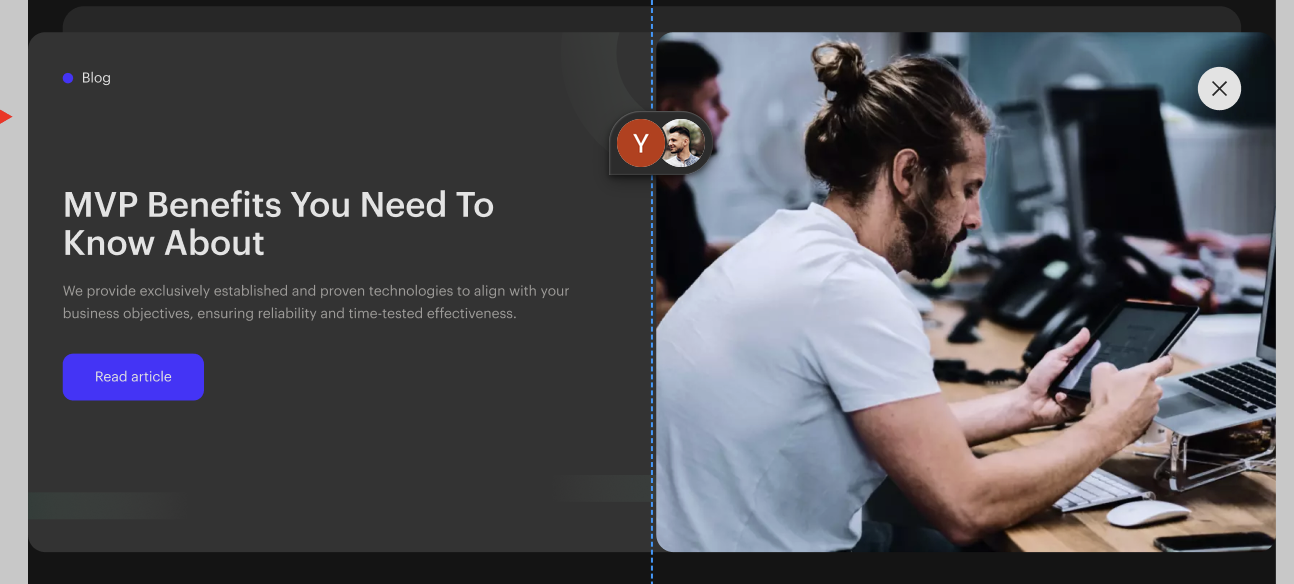 Blog
Y
MVP Benefits You Need To
Know About
We provide exclusively established and proven technologies to align with your
business objectives, ensuring reliability and time-tested effectiveness.
Read article